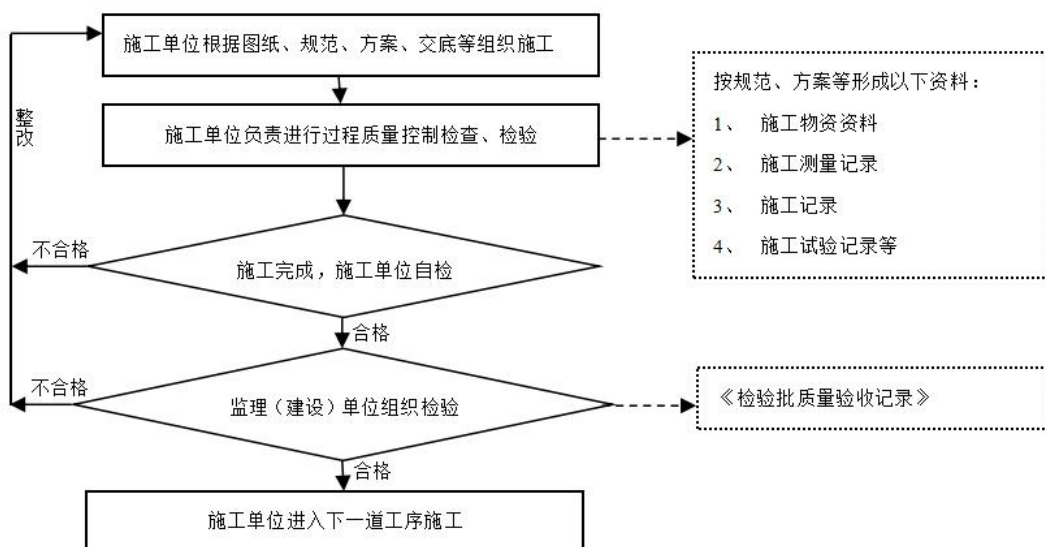 施工单位根据图纸、规范、方案、交底等组织施工
按规范、方案等形成以下资料:
1、 施工物资资料
2、 施工测量记录
3、 施工记录
4、 施工试验记录等
整改
施工单位负责进行过程质量控制检查、检验
不合格
施工完成，施工单位自检
合格
不合格
监理（建设）单位组织检验
《检验批质量验收记录》
合格
施工单位进入下一道工序施工